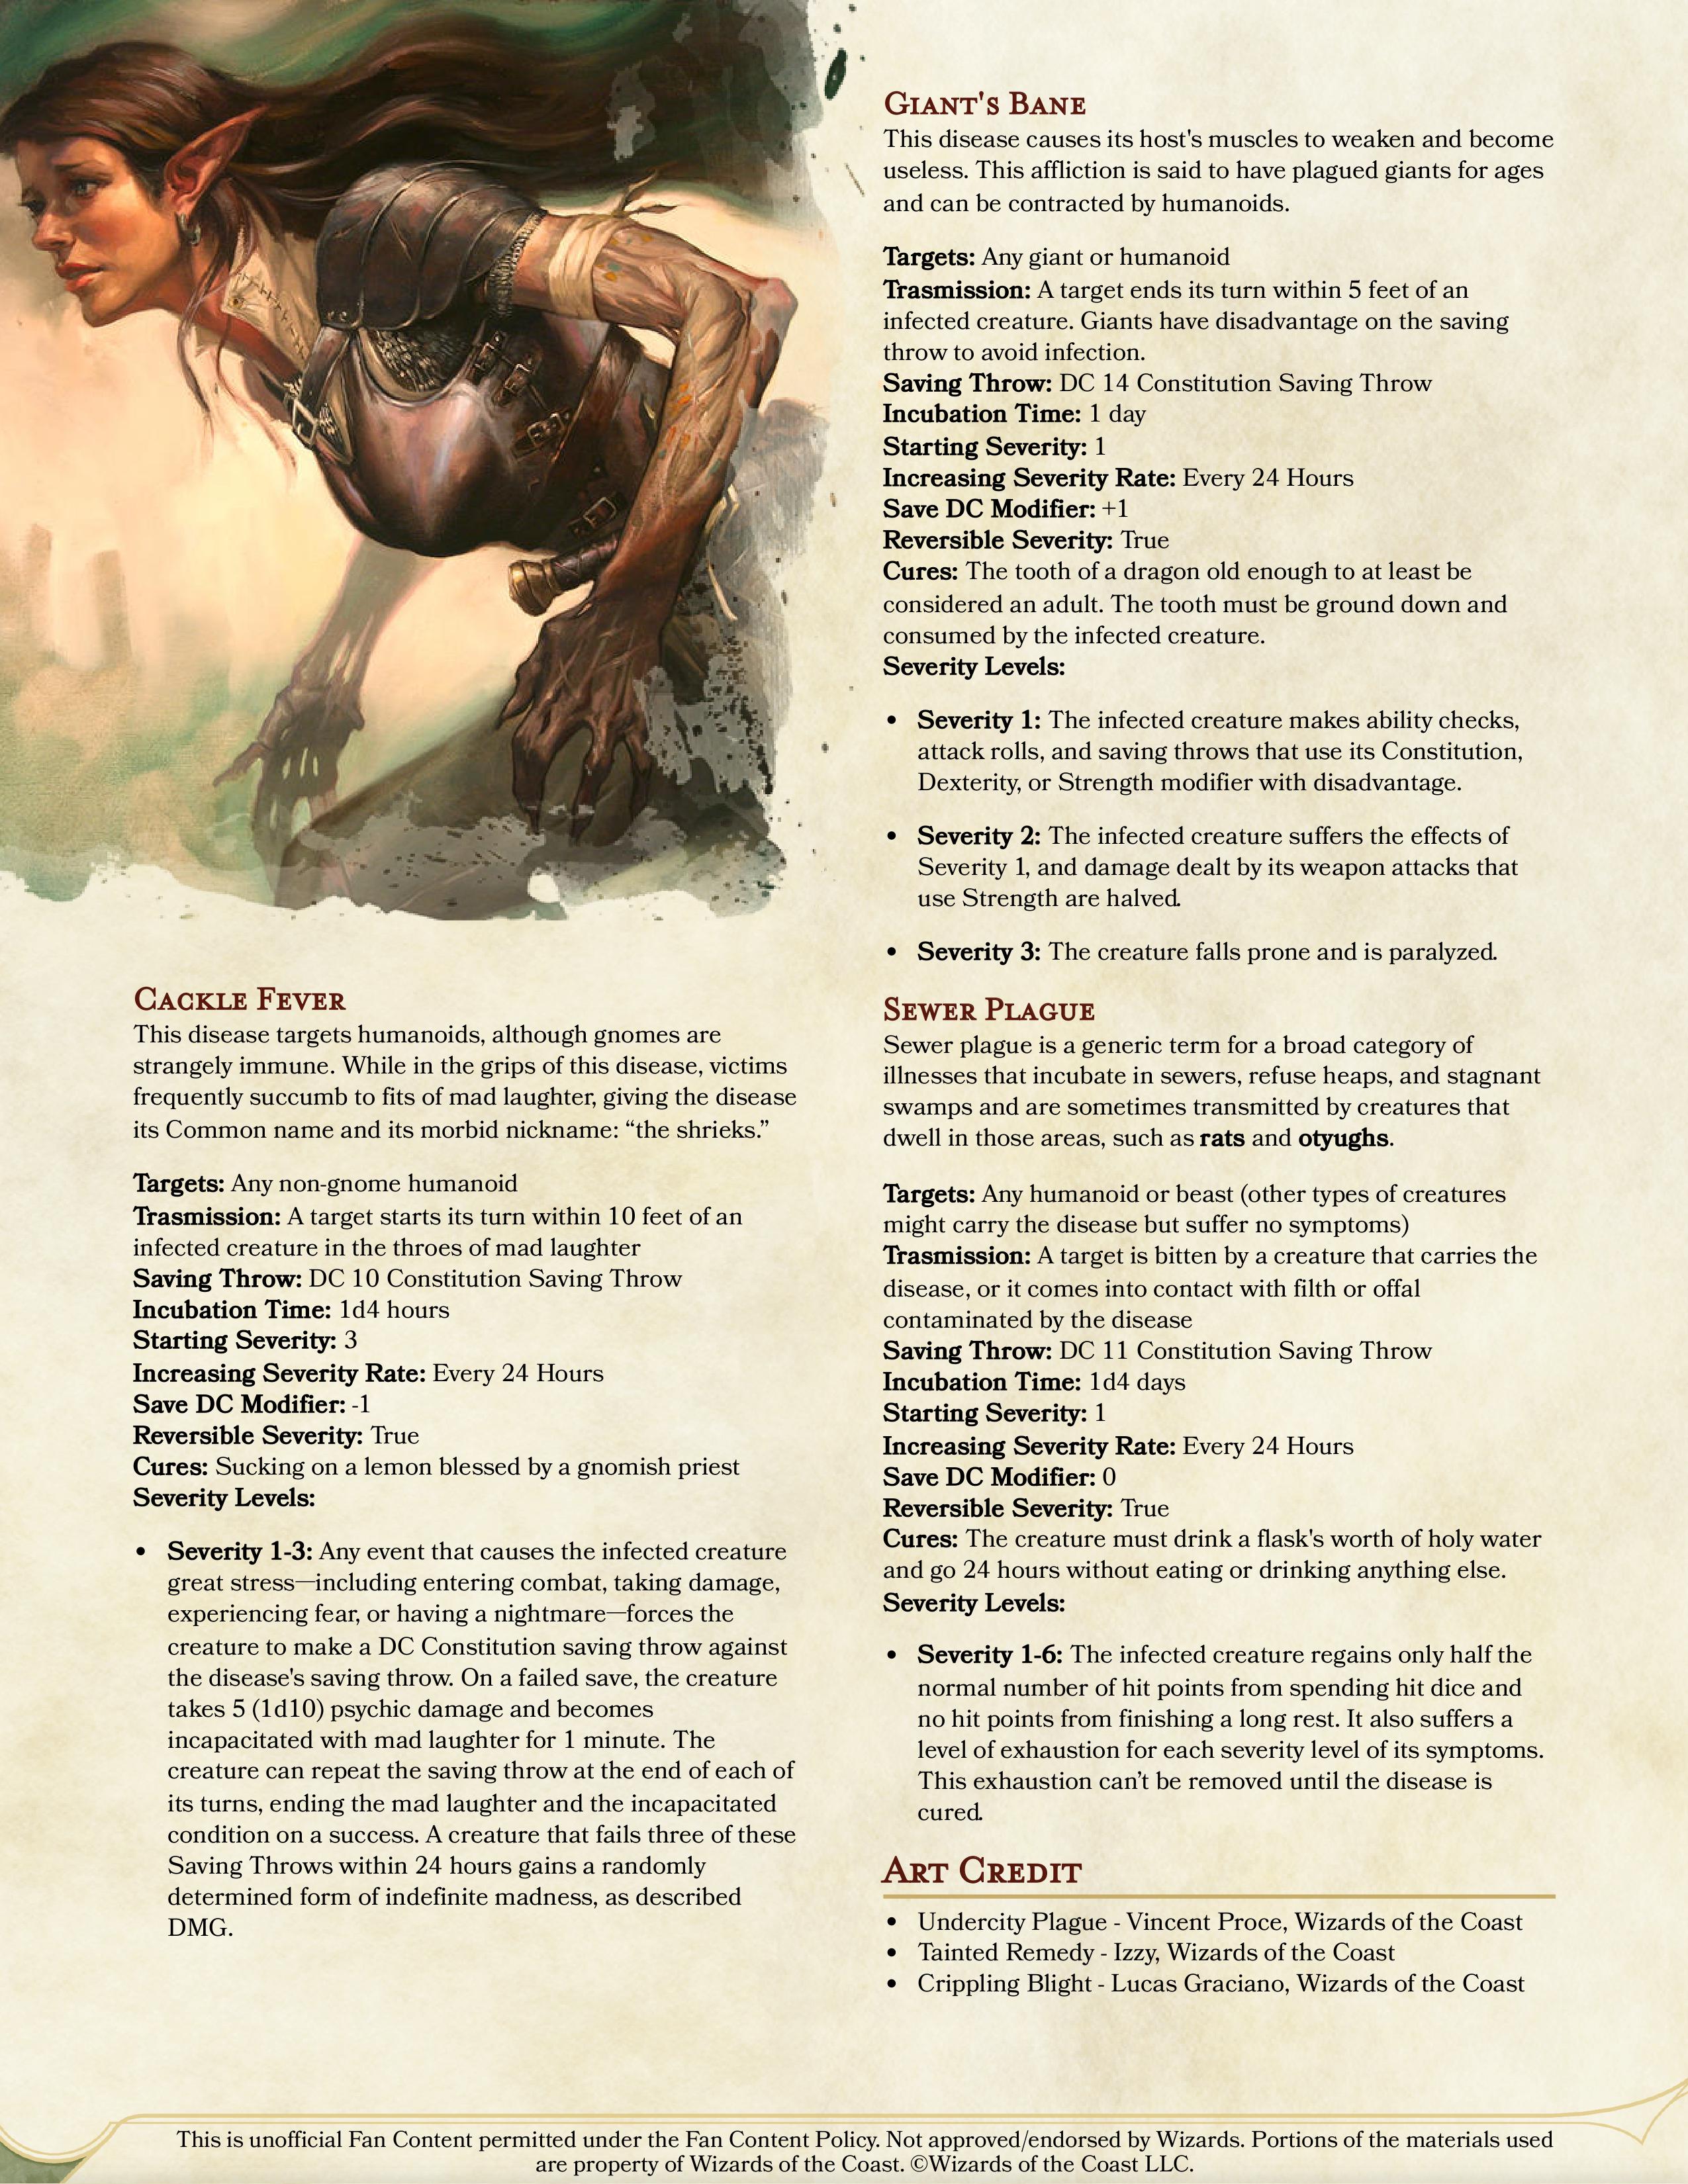 Cackle Fever
This disease targets humanoids, although gnomes are
strangely immune. While in the grips of this disease, victims
frequently succumb to fits of mad laughter, giving the disease
its Common name and its morbid nickname: “the shrieks.”
Targets: Any non-gnome humanoid
Trasmission: A target starts its turn within 10 feet of an
infected creature in the throes of mad laughter
Saving Throw: DC 10 Constitution Saving Throw
Incubation Time: 1d4 hours
Starting Severity: 3
Increasing Severity Rate: Every 24 Hours
Save DC Modifier: -1
Reversible Severity: True
Cures: Sucking on a lemon blessed by a gnomish priest
Severity Levels:
• Severity 1-3: Any event that causes the infected creature
great stress—including entering combat, taking damage,
experiencing fear, or having a nightmare—forces the
creature to make a DC Constitution saving throw against
the disease's saving throw. On a failed save, the creature
takes 5 (1d10) psychic damage and becomes
incapacitated with mad laughter for 1 minute. The
creature can repeat the saving throw at the end of each of
its turns, ending the mad laughter and the incapacitated
condition on a success. A creature that fails three of these
Saving Throws within 24 hours gains a randomly
determined form of indefinite madness, as described
DMG.
Giant's Bane
This disease causes its host's muscles to weaken and become
useless. This affliction is said to have plagued giants for ages
and can be contracted by humanoids.
Targets: Any giant or humanoid
Trasmission: A target ends its turn within 5 feet of an
infected creature. Giants have disadvantage on the saving
throw to avoid infection.
Saving Throw: DC 14 Constitution Saving Throw
Incubation Time: 1 day
Starting Severity: 1
Increasing Severity Rate: Every 24 Hours
Save DC Modifier: +1
Reversible Severity: True
Cures: The tooth of a dragon old enough to at least be
considered an adult. The tooth must be ground down and
consumed by the infected creature.
Severity Levels:
• Severity 1: The infected creature makes ability checks,
attack rolls, and saving throws that use its Constitution,
Dexterity, or Strength modifier with disadvantage.
• Severity 2: The infected creature suffers the effects of
Severity 1, and damage dealt by its weapon attacks that
use Strength are halved.
• Severity 3: The creature falls prone and is paralyzed.
Sewer Plague
Sewer plague is a generic term for a broad category of
illnesses that incubate in sewers, refuse heaps, and stagnant
swamps and are sometimes transmitted by creatures that
dwell in those areas, such as rats and otyughs.
Targets: Any humanoid or beast (other types of creatures
might carry the disease but suffer no symptoms)
Trasmission: A target is bitten by a creature that carries the
disease, or it comes into contact with filth or offal
contaminated by the disease
Saving Throw: DC 11 Constitution Saving Throw
Incubation Time: 1d4 days
Starting Severity: 1
Increasing Severity Rate: Every 24 Hours
Save DC Modifier: 0
Reversible Severity: True
Cures: The creature must drink a flask's worth of holy water
and go 24 hours without eating or drinking anything else.
Severity Levels:
• Severity 1-6: The infected creature regains only half the
normal number of hit points from spending hit dice and
no hit points from finishing a long rest. It also suffers a
level of exhaustion for each severity level of its symptoms.
This exhaustion can’t be removed until the disease is
cured.
Art Credit
• Undercity Plague - Vincent Proce, Wizards of the Coast
• Tainted Remedy - Izzy, Wizards of the Coast
• Crippling Blight - Lucas Graciano, Wizards of the Coast
This is unofficial Fan Content permitted under the Fan Content Policy. Not approved/endorsed by Wizards. Portions of the materials used
are property of Wizards of the Coast. ©Wizards of the Coast LLC.